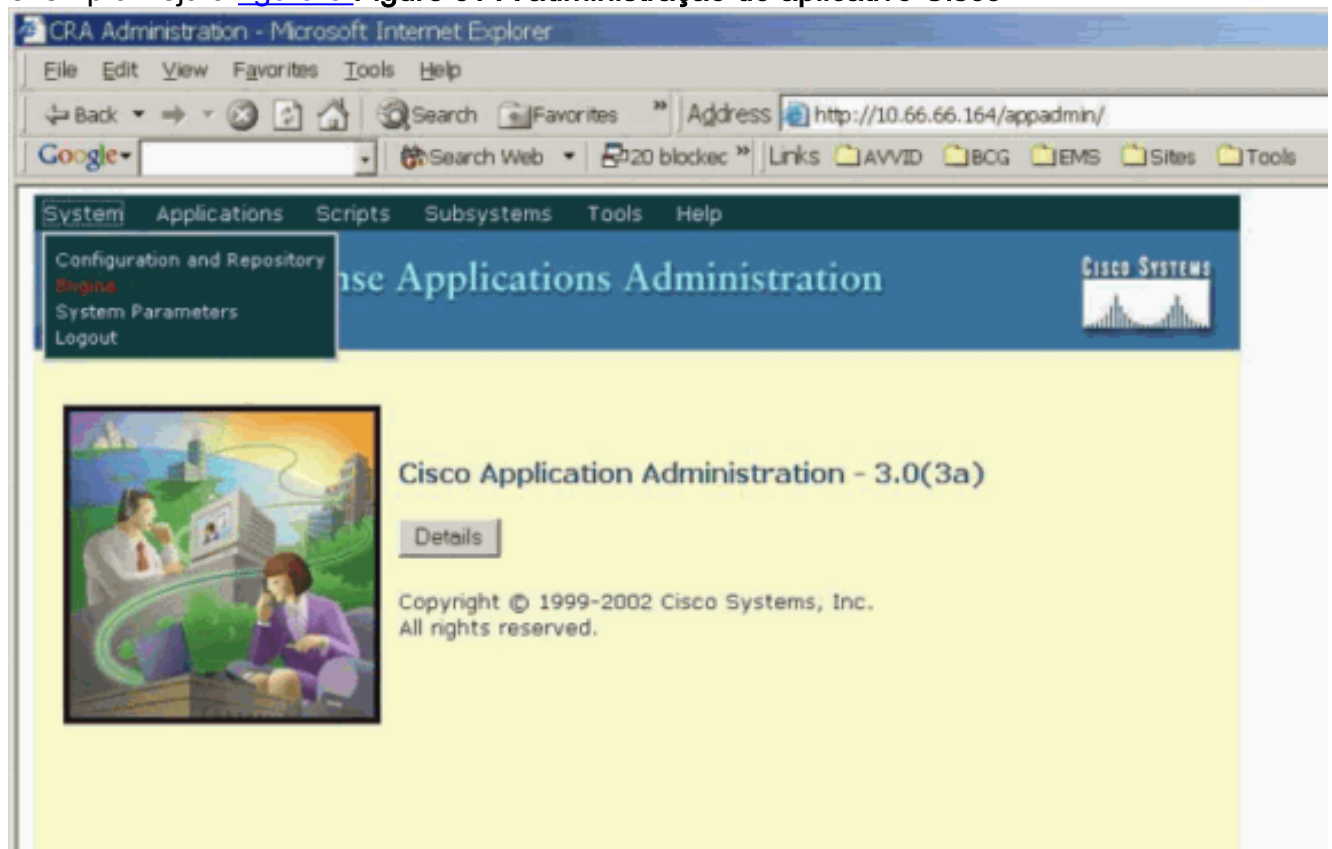 CRA Administration - Microsoft Internet Explorer
File Edit View Favorites Tools Help
Back Search Favorites » Address http://10.66.66.164/appadmin/
Google Search Web 20 blockec » Links AVVID BCG EMS Sites Tools
System Applications Scripts Subsystems Tools Help
Configuration and Repository
Engine
System Parameters
Logout
nse Applications Administration
CISCO SYSTEMS
Cisco Application Administration - 3.0(3a)
Details
Copyright © 1999-2002 Cisco Systems, Inc.
All rights reserved.